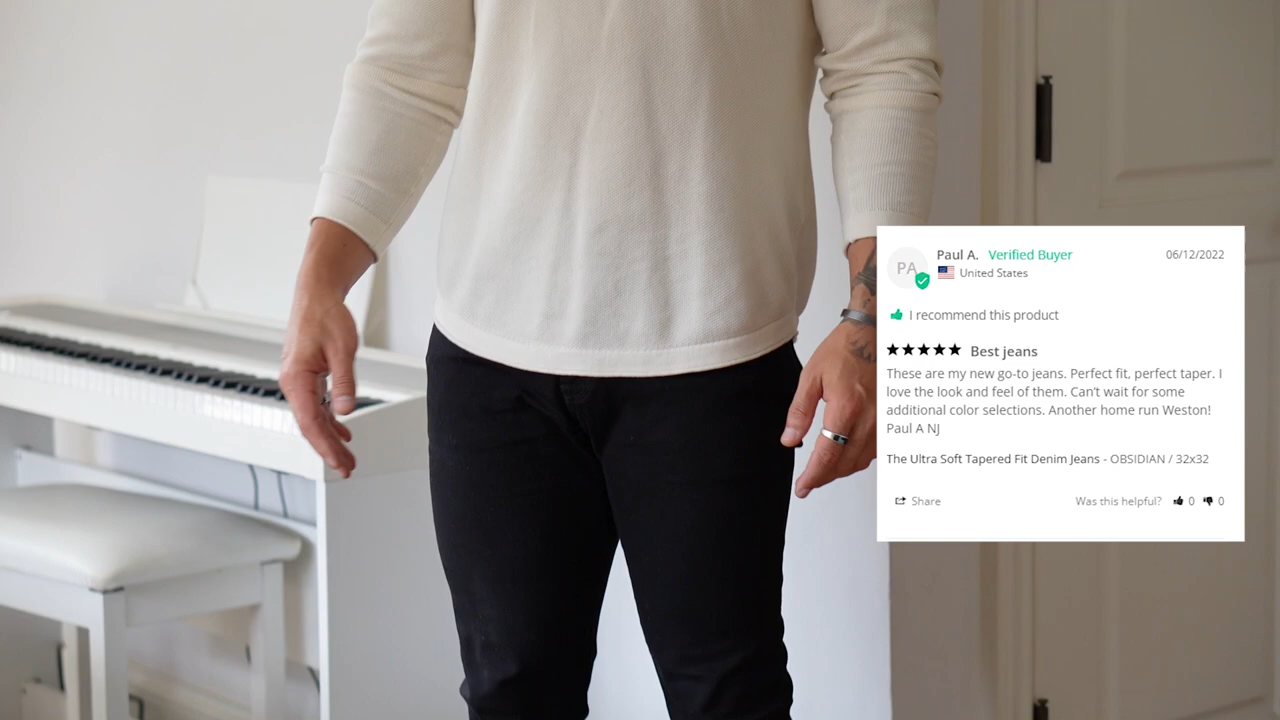 PA
Paul A. Verified Buyer
06/12/2022
United States
I recommend this product
★★★★★ Best jeans
These are my new go-to jeans. Perfect fit, perfect taper. I
love the look and feel of them. Can't wait for some
additional color selections. Another home run Weston!
Paul A NJ
The Ultra Soft Tapered Fit Denim Jeans - OBSIDIAN / 32x32
Share
Was this helpful? 0 0